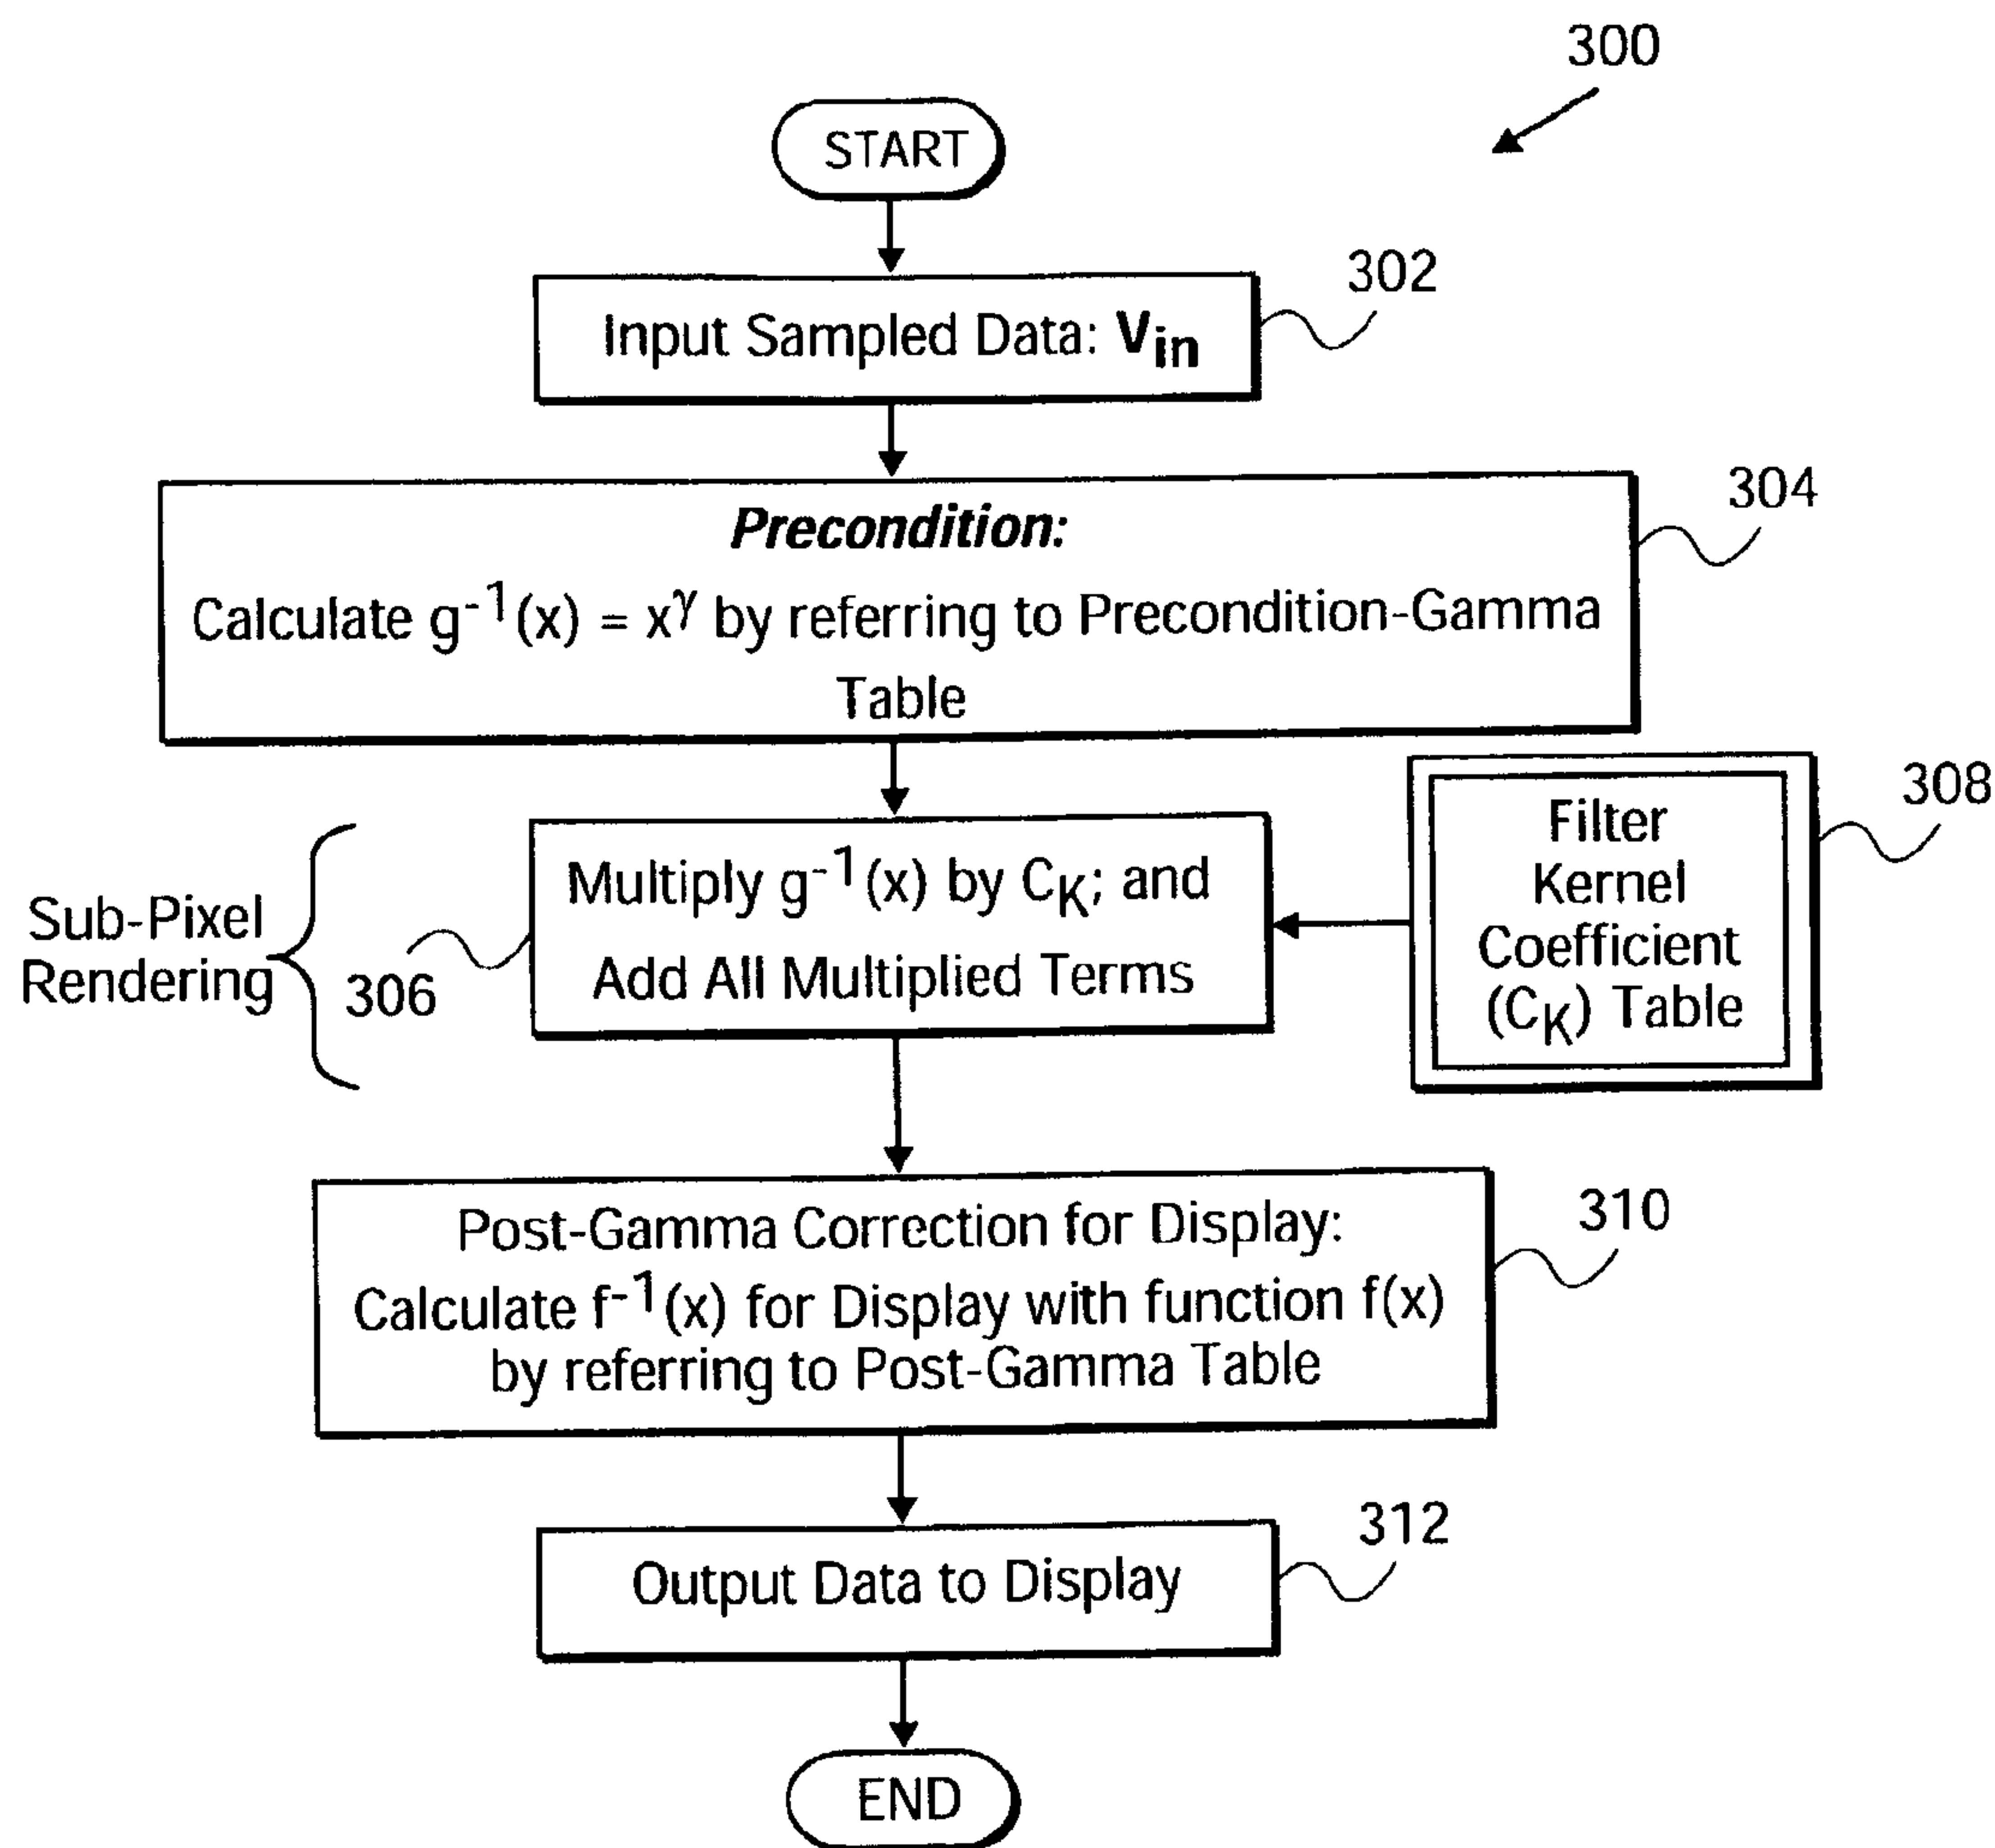 300
START
302
Input Sampled Data: Vin
304
Precondition:
Calculate g⁻¹(x) = xᵞ by referring to Precondition-Gamma
Table
308
Filter
Kernel
Coefficient
(CK) Table
Sub-Pixel
Rendering
306
Multiply g⁻¹(x) by CK; and
Add All Multiplied Terms
310
Post-Gamma Correction for Display:
Calculate f⁻¹(x) for Display with function f(x)
by referring to Post-Gamma Table
312
Output Data to Display
END